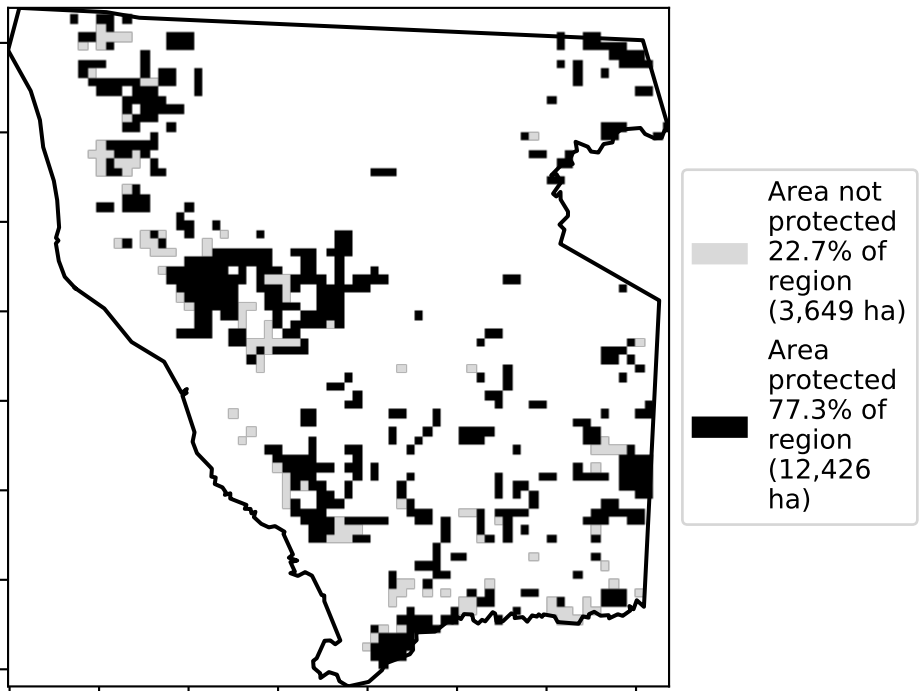 Area not
protected
22.7% of
region
(3,649 ha)
Area
protected
77.3% of
region
(12,426
ha)